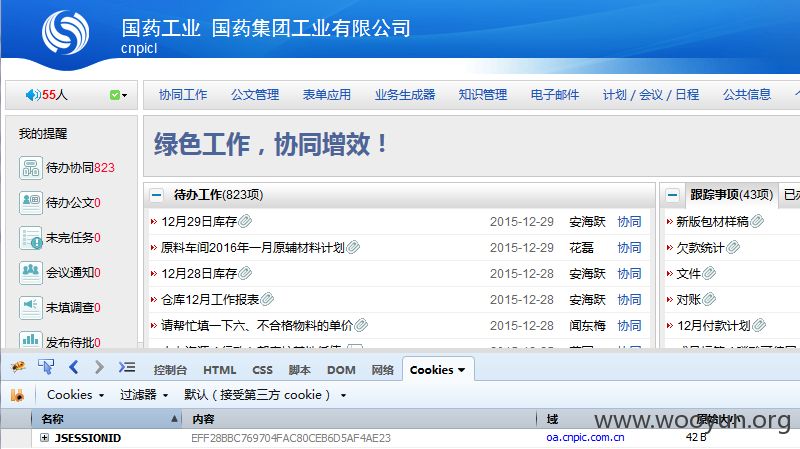 国药工业 国药集团工业有限公司
cnpicl
55人
协同工作 公文管理 表单应用 业务生成器 知识管理 电子邮件 计划 / 会议 / 日程 公共信息
我的提醒
待办协同823
待办公文0
未完任务0
会议通知0
未填调查0
发布待批0
绿色工作，协同增效！
待办工作(823项)
12月29日库存 2015-12-29 安海跃 协同
原料车间2016年一月原辅材料计划 2015-12-29 花磊 协同
12月28日库存 2015-12-28 安海跃 协同
仓库12月工作报表 2015-12-28 安海跃 协同
请帮忙填一下六、不合格物料的单价 2015-12-28 闻东梅 协同
跟踪事项(43项) 已办
新版包材样稿
欠款统计
文件
对账
12月付款计划
控制台 HTML CSS 脚本 DOM 网络 Cookies
Cookies 过滤器 默认（接受第三方 cookie）
名称 内容 域 原始大小
JSESSIONID EFF28BBC769704FAC80CEB6D5AF4AE23 oa.cnpic.com.cn 42 B
www.wooyun.org